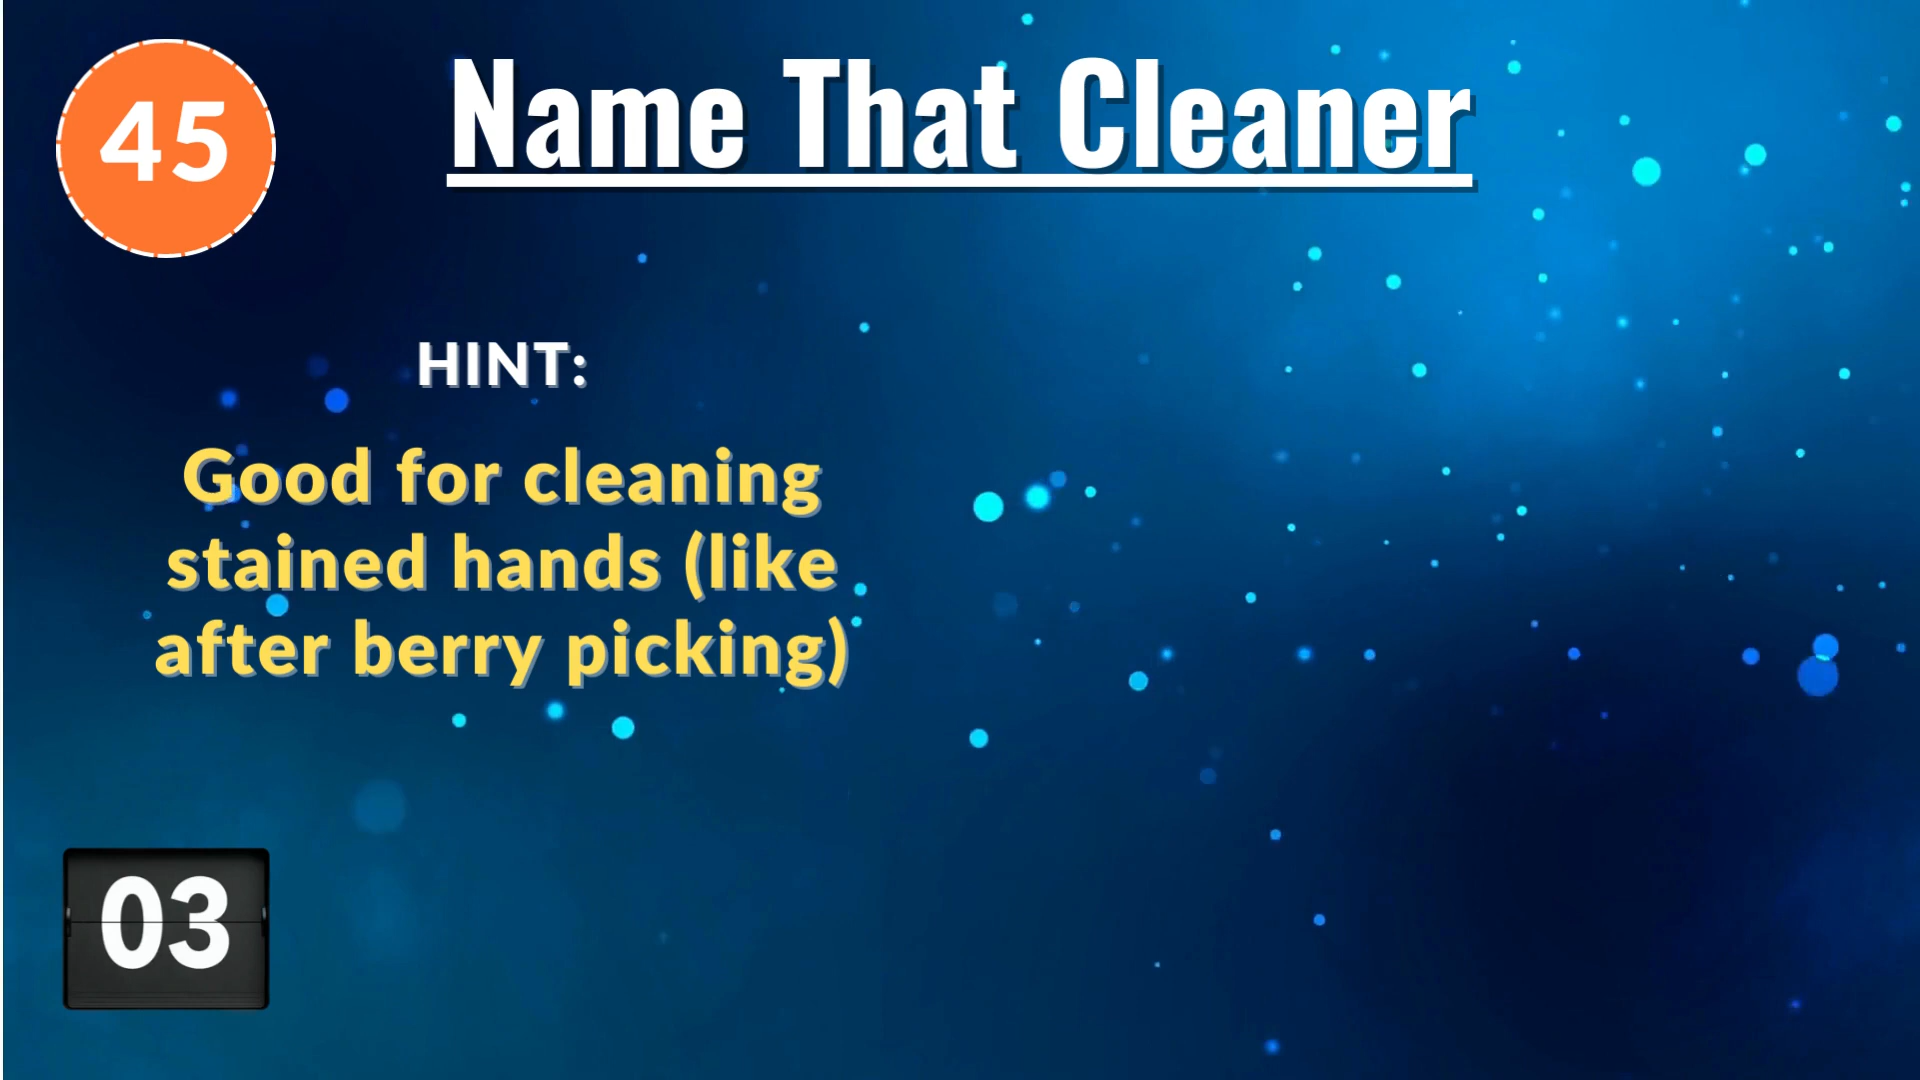 45
Name That Cleaner
HINT:
Good for cleaning
stained hands (like
after berry picking)
03